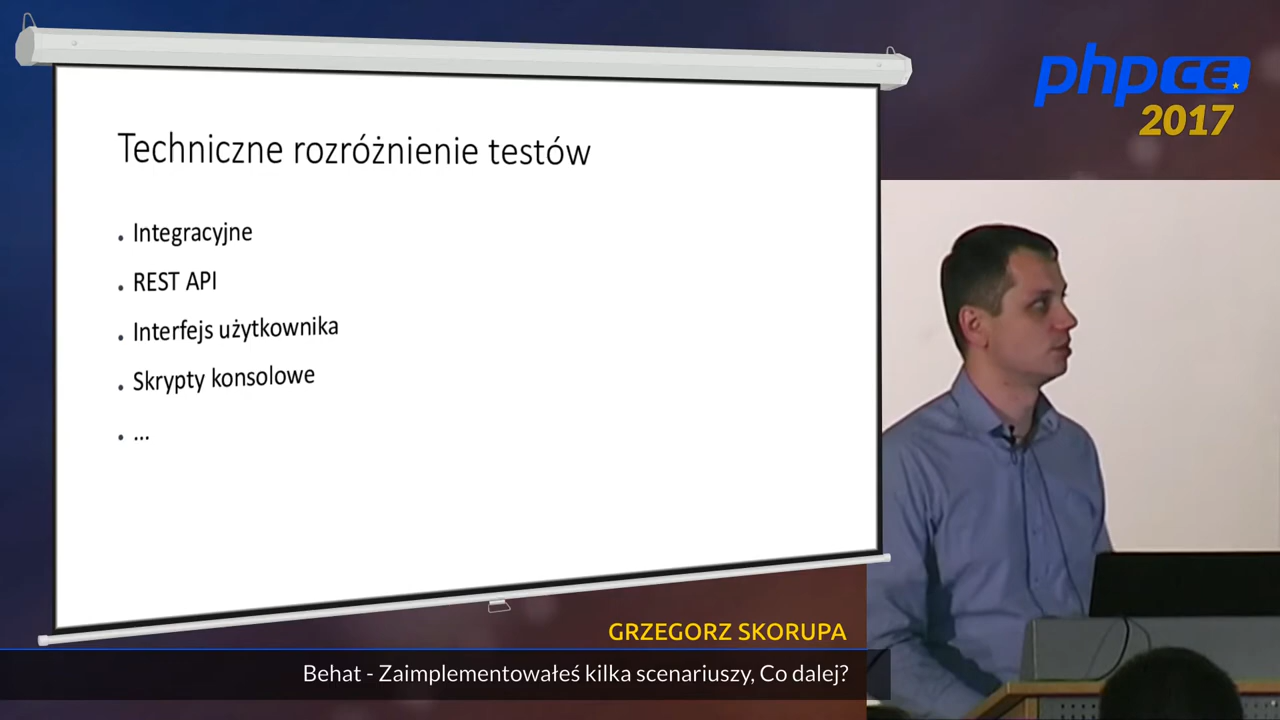 phpCE
2017
Techniczne rozróżnienie testów
• Integracyjne
• REST API
• Interfejs użytkownika
• Skrypty konsolowe
• ...
GRZEGORZ SKORUPA
Behat - Zaimplementowałeś kilka scenariuszy, Co dalej?